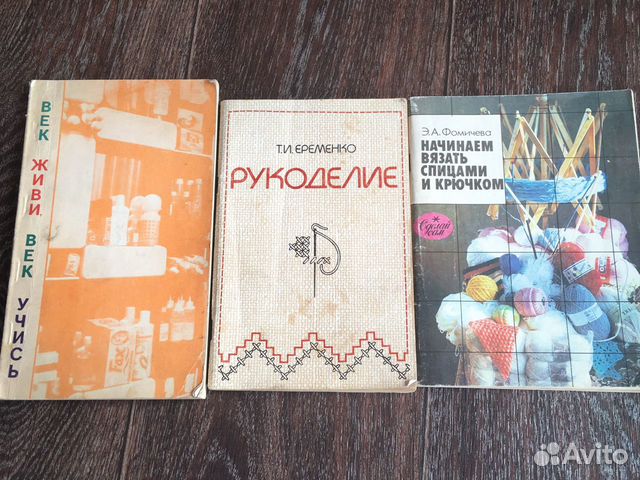 ВЕК ЖИВИ, ВЕК УЧИСЬ
Т.И. ЕРЕМЕНКО
РУКОДЕЛИЕ
Э.А. Фомичева
НАЧИНАЕМ
ВЯЗАТЬ
СПИЦАМИ
И КРЮЧКОМ
Сделай
сам
Avito